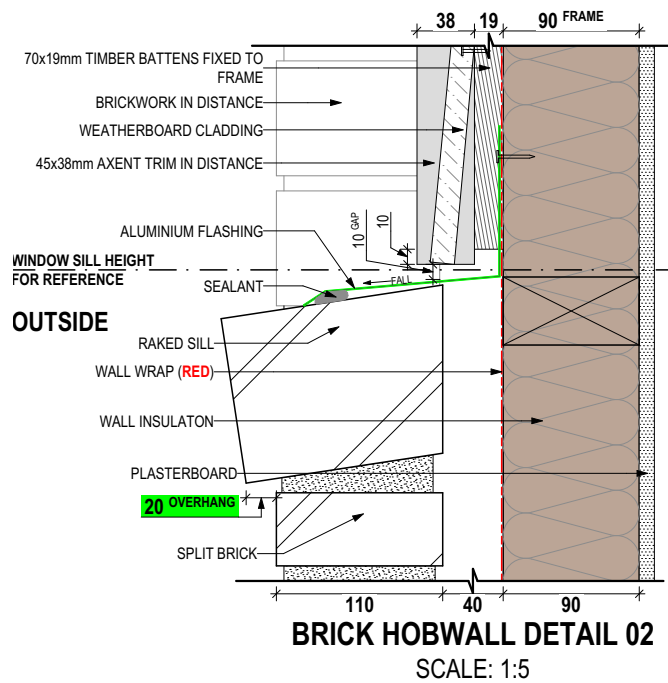 38 19 90 FRAME
70x19mm TIMBER BATTENS FIXED TO
FRAME
BRICKWORK IN DISTANCE
WEATHERBOARD CLADDING
45x38mm AXENT TRIM IN DISTANCE
10 GAP
10
ALUMINIUM FLASHING
WINDOW SILL HEIGHT
FOR REFERENCE
FALL
SEALANT
OUTSIDE
RAKED SILL
WALL WRAP (RED)
WALL INSULATON
PLASTERBOARD
20 OVERHANG
SPLIT BRICK
110 40 90
BRICK HOBWALL DETAIL 02
SCALE: 1:5